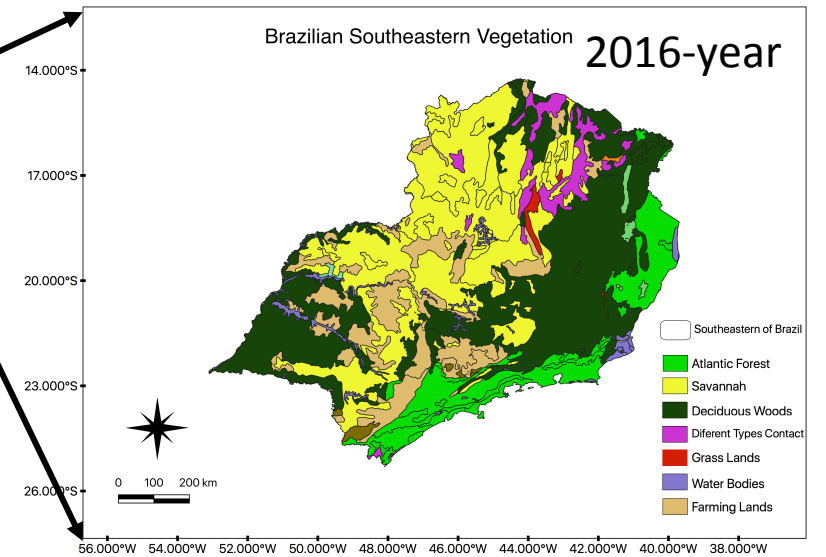 Brazilian Southeastern Vegetation
2016-year
14.000°S
17.000°S
20.000°S
23.000°S
26.000°S
Southeastern of Brazil
Atlantic Forest
Savannah
Deciduous Woods
Diferent Types Contact
Grass Lands
Water Bodies
Farming Lands
0 100 200 km
56.000°W 54.000°W 52.000°W 50.000°W 48.000°W 46.000°W 44.000°W 42.000°W 40.000°W 38.000°W